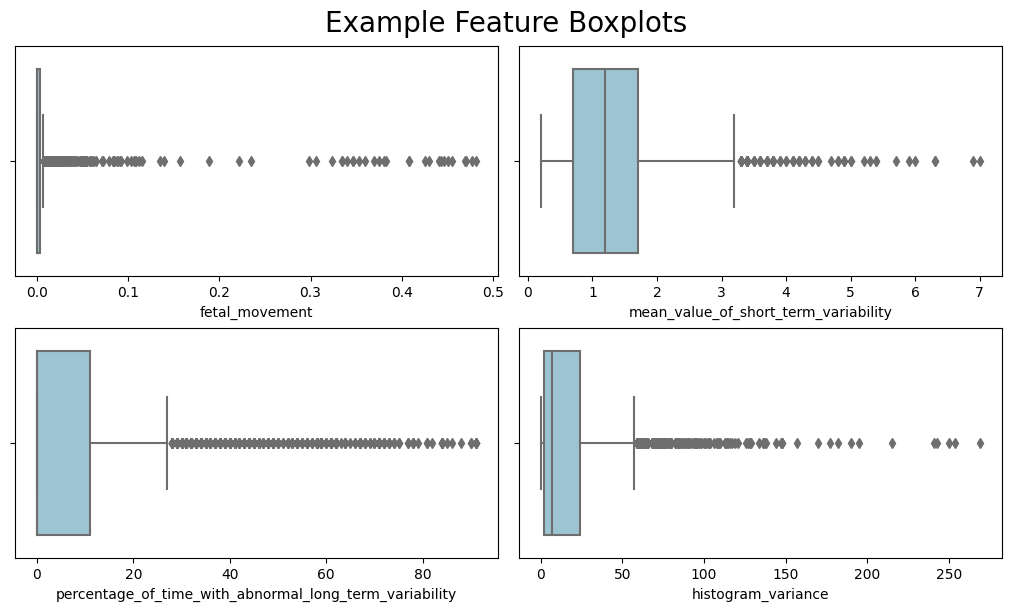 Example Feature Boxplots
0.0 0.1 0.2 0.3 0.4 0.5
fetal_movement
0 1 2 3 4 5 6 7
mean_value_of_short_term_variability
0 20 40 60 80
percentage_of_time_with_abnormal_long_term_variability
0 50 100 150 200 250
histogram_variance